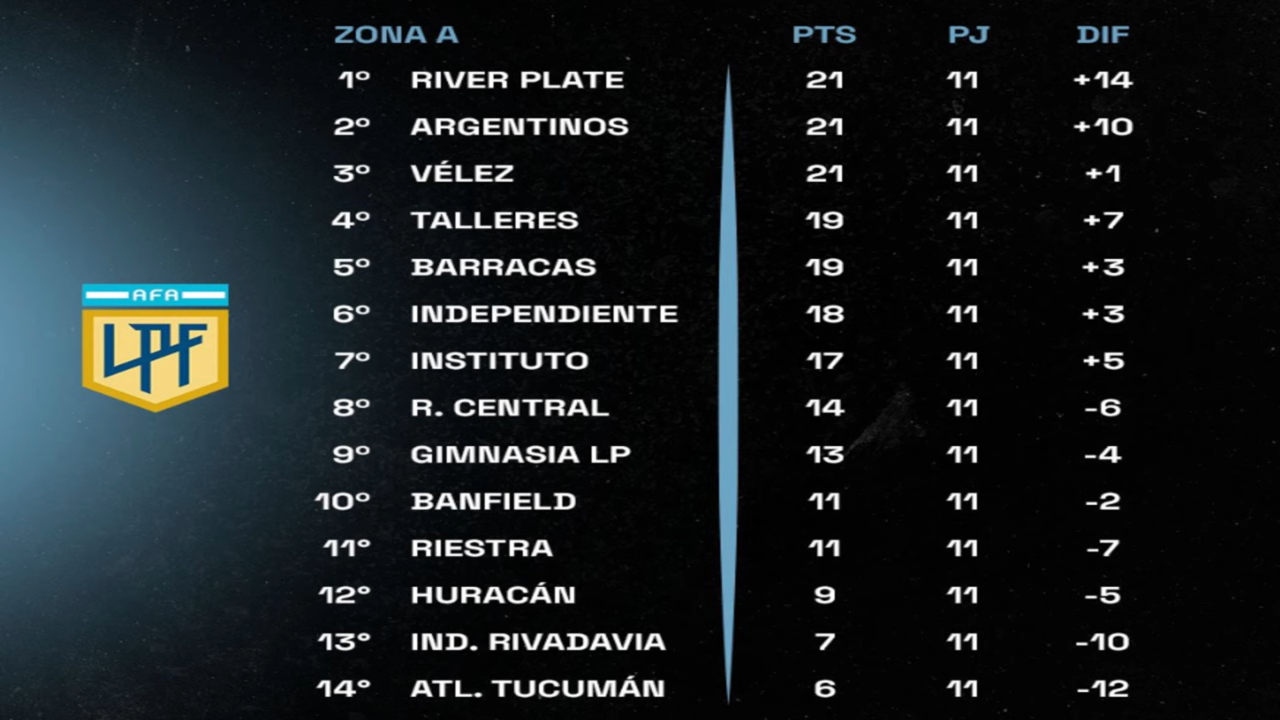 ZONA A PTS PJ DIF
1º RIVER PLATE 21 11 +14
2º ARGENTINOS 21 11 +10
3º VÉLEZ 21 11 +1
4º TALLERES 19 11 +7
5º BARRACAS 19 11 +3
6º INDEPENDIENTE 18 11 +3
7º INSTITUTO 17 11 +5
8º R. CENTRAL 14 11 -6
9º GIMNASIA LP 13 11 -4
10º BANFIELD 11 11 -2
11º RIESTRA 11 11 -7
12º HURACÁN 9 11 -5
13º IND. RIVADAVIA 7 11 -10
14º ATL. TUCUMÁN 6 11 -12
AFA
LPF